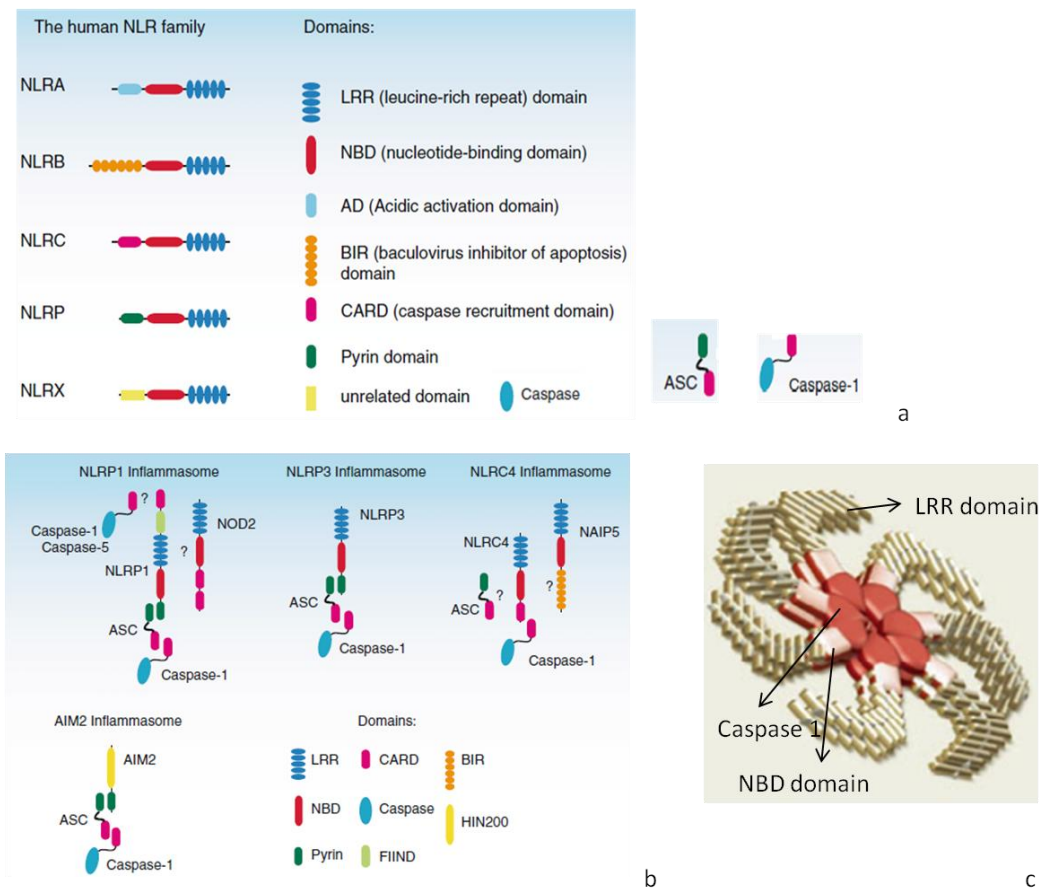 The human NLR family
Domains:
NLRA
LRR (leucine-rich repeat) domain
NBD (nucleotide-binding domain)
NLRB
AD (Acidic activation domain)
NLRC
BIR (baculovirus inhibitor of apoptosis)
domain
CARD (caspase recruitment domain)
NLRP
Pyrin domain
NLRX
unrelated domain
Caspase
ASC
Caspase-1
a
NLRP1 Inflammasome
NLRP3 Inflammasome
NLRC4 Inflammasome
?
Caspase-1
Caspase-5
NLRP1
?
NOD2
ASC
Caspase-1
NLRP3
ASC
Caspase-1
NLRC4
NAIP5
?
?
ASC
Caspase-1
AIM2 Inflammasome
AIM2
ASC
Caspase-1
Domains:
LRR
CARD
BIR
NBD
Caspase
HIN200
Pyrin
FIIND
b
LRR domain
Caspase 1
NBD domain
c